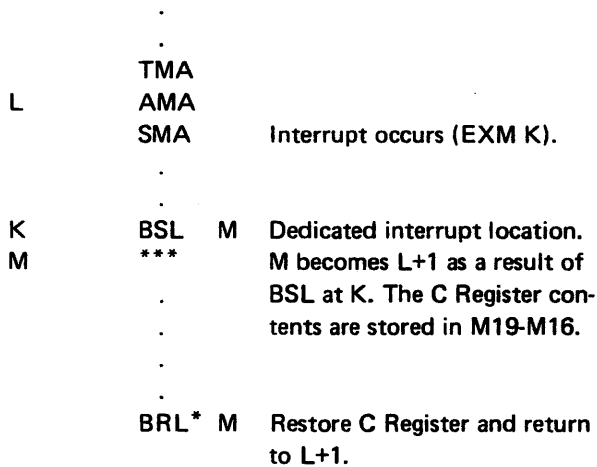 .
.
TMA
L AMA
SMA Interrupt occurs (EXM K).
.
.
K BSL M Dedicated interrupt location.
M *** M becomes L+1 as a result of
. BSL at K. The C Register con-
. tents are stored in M19-M16.
.
.
BRL* M Restore C Register and return
to L+1.